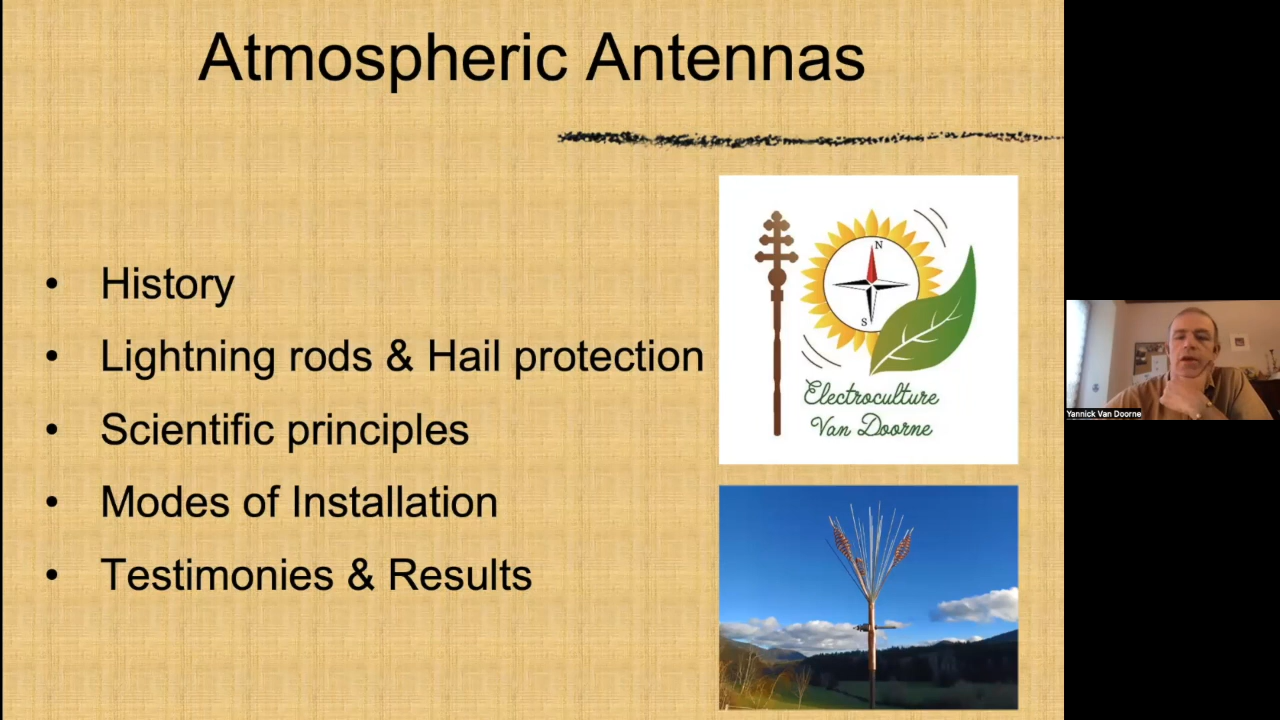 Atmospheric Antennas
• History
• Lightning rods & Hail protection
• Scientific principles
• Modes of Installation
• Testimonies & Results
N
S
Electroculture
Van Doorne
Yannick Van Doorne